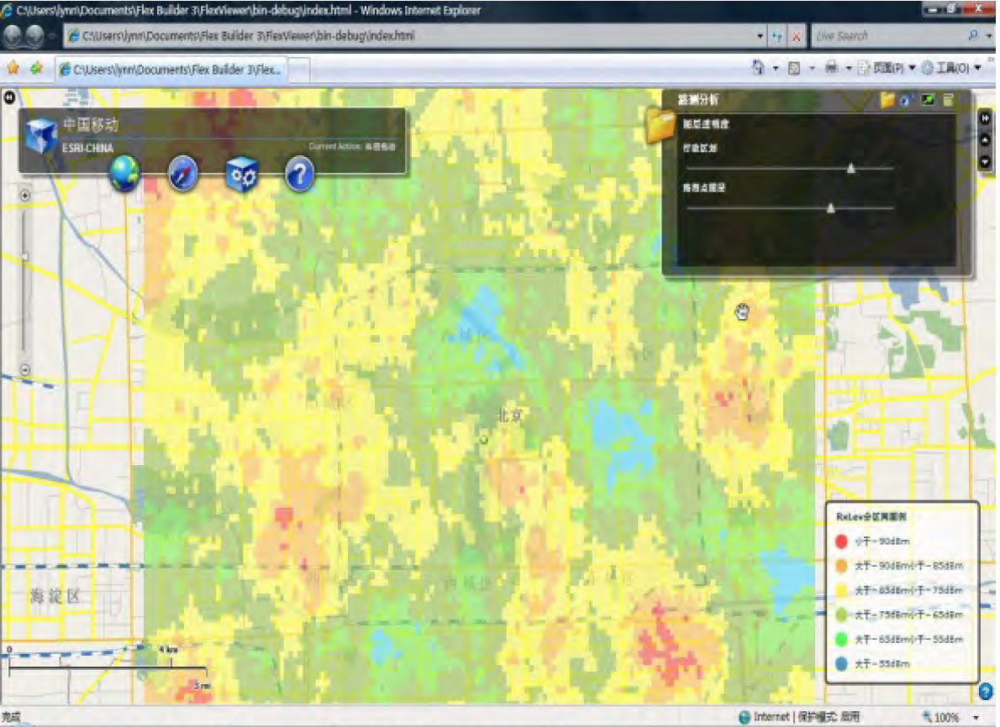 C:\Users\lynn\Documents\Flex Builder 3\FlexViewer\bin-debug\index.html - Windows Internet Explorer
C:\Users\lynn\Documents\Flex Builder 3\FlexViewer\bin-debug\index.html
Live Search
C:\Users\lynn\Documents\Flex Builder 3\Flex...
页面(P)
工具(O)
中国移动
ESRI-CHINA
Current Action:
监测分析
图层透明度
行政区划
北京
西城区
海淀区
0
4 km
3 mi
RxLev分区间图例
小于-90dBm
大于-90dBm小于-85dBm
大于-85dBm小于-75dBm
大于-75dBm小于-65dBm
大于-65dBm小于-55dBm
大于-55dBm
完成
Internet | 保护模式: 启用
100%